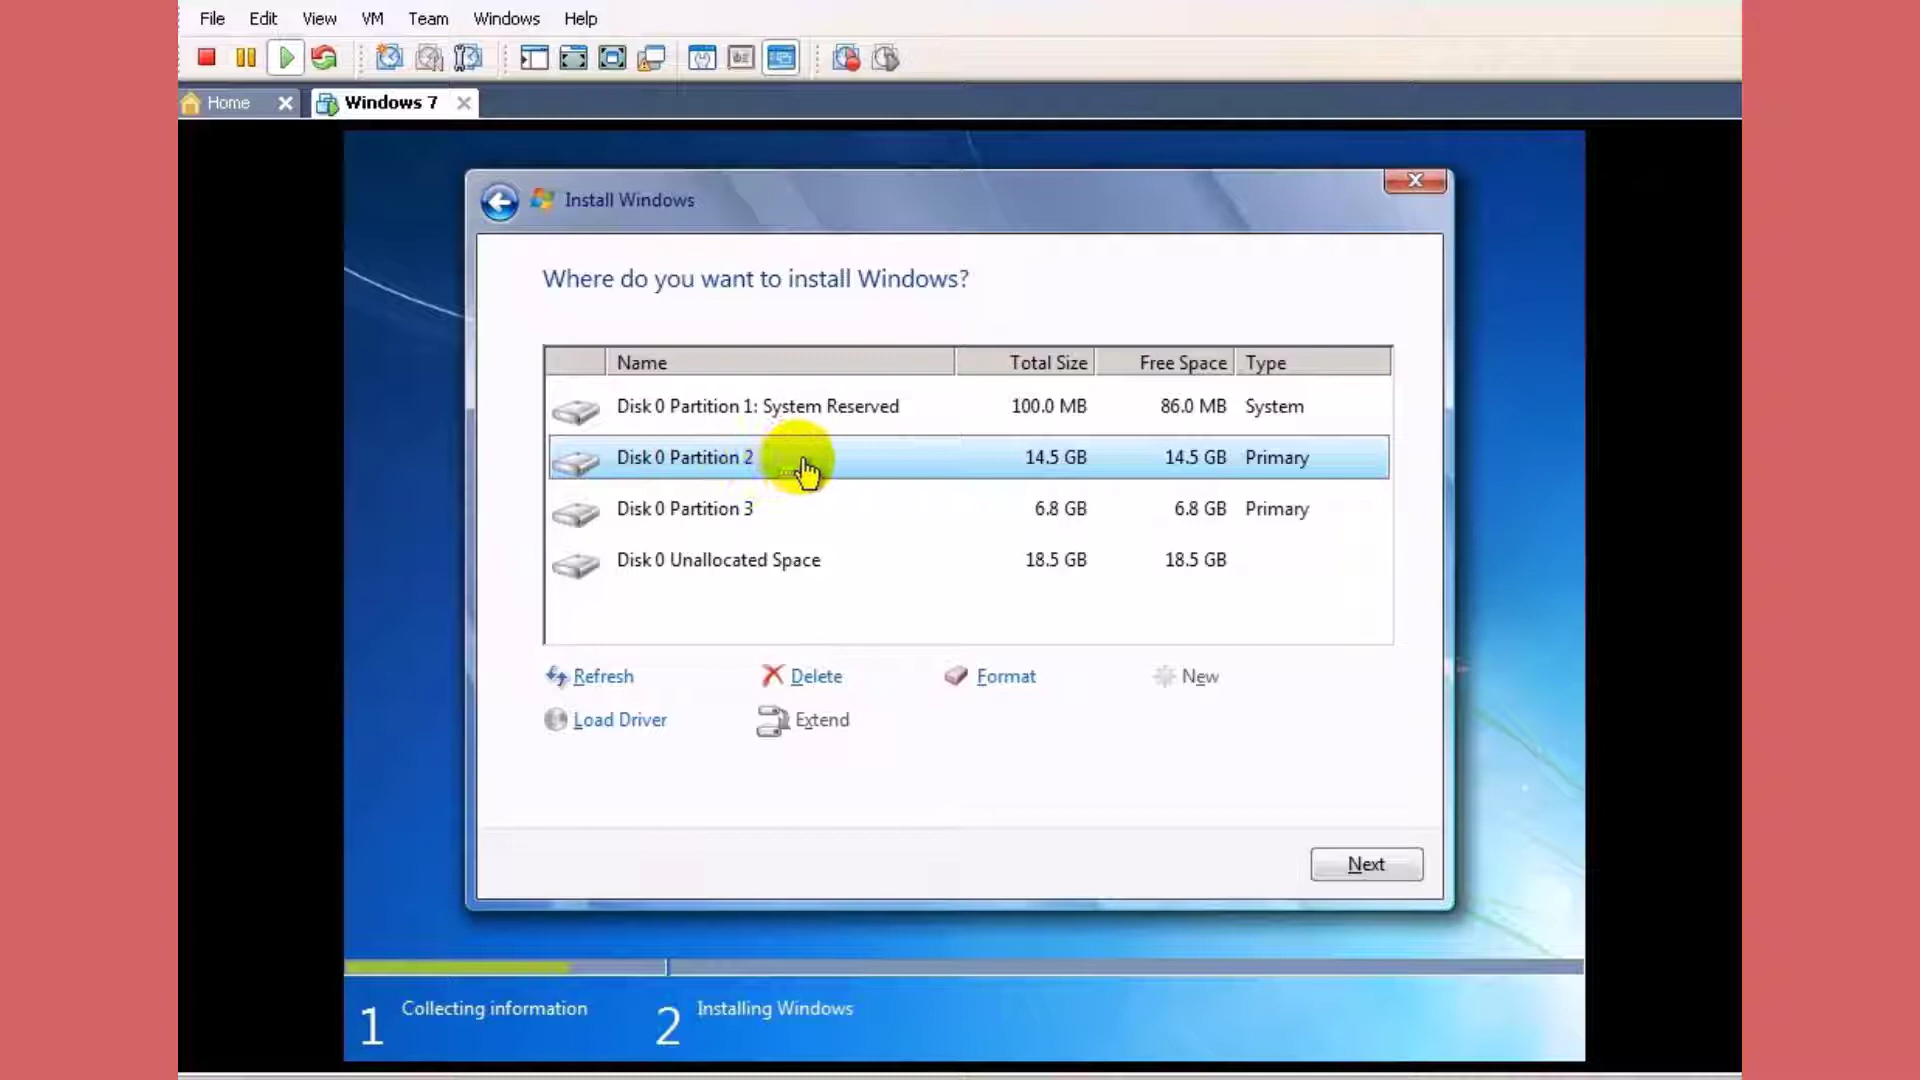 File Edit View VM Team Windows Help
Home Windows 7
Install Windows
Where do you want to install Windows?
Name Total Size Free Space Type
Disk 0 Partition 1: System Reserved 100.0 MB 86.0 MB System
Disk 0 Partition 2 14.5 GB 14.5 GB Primary
Disk 0 Partition 3 6.8 GB 6.8 GB Primary
Disk 0 Unallocated Space 18.5 GB 18.5 GB
Refresh Delete Format New
Load Driver Extend
Next
1 Collecting information 2 Installing Windows